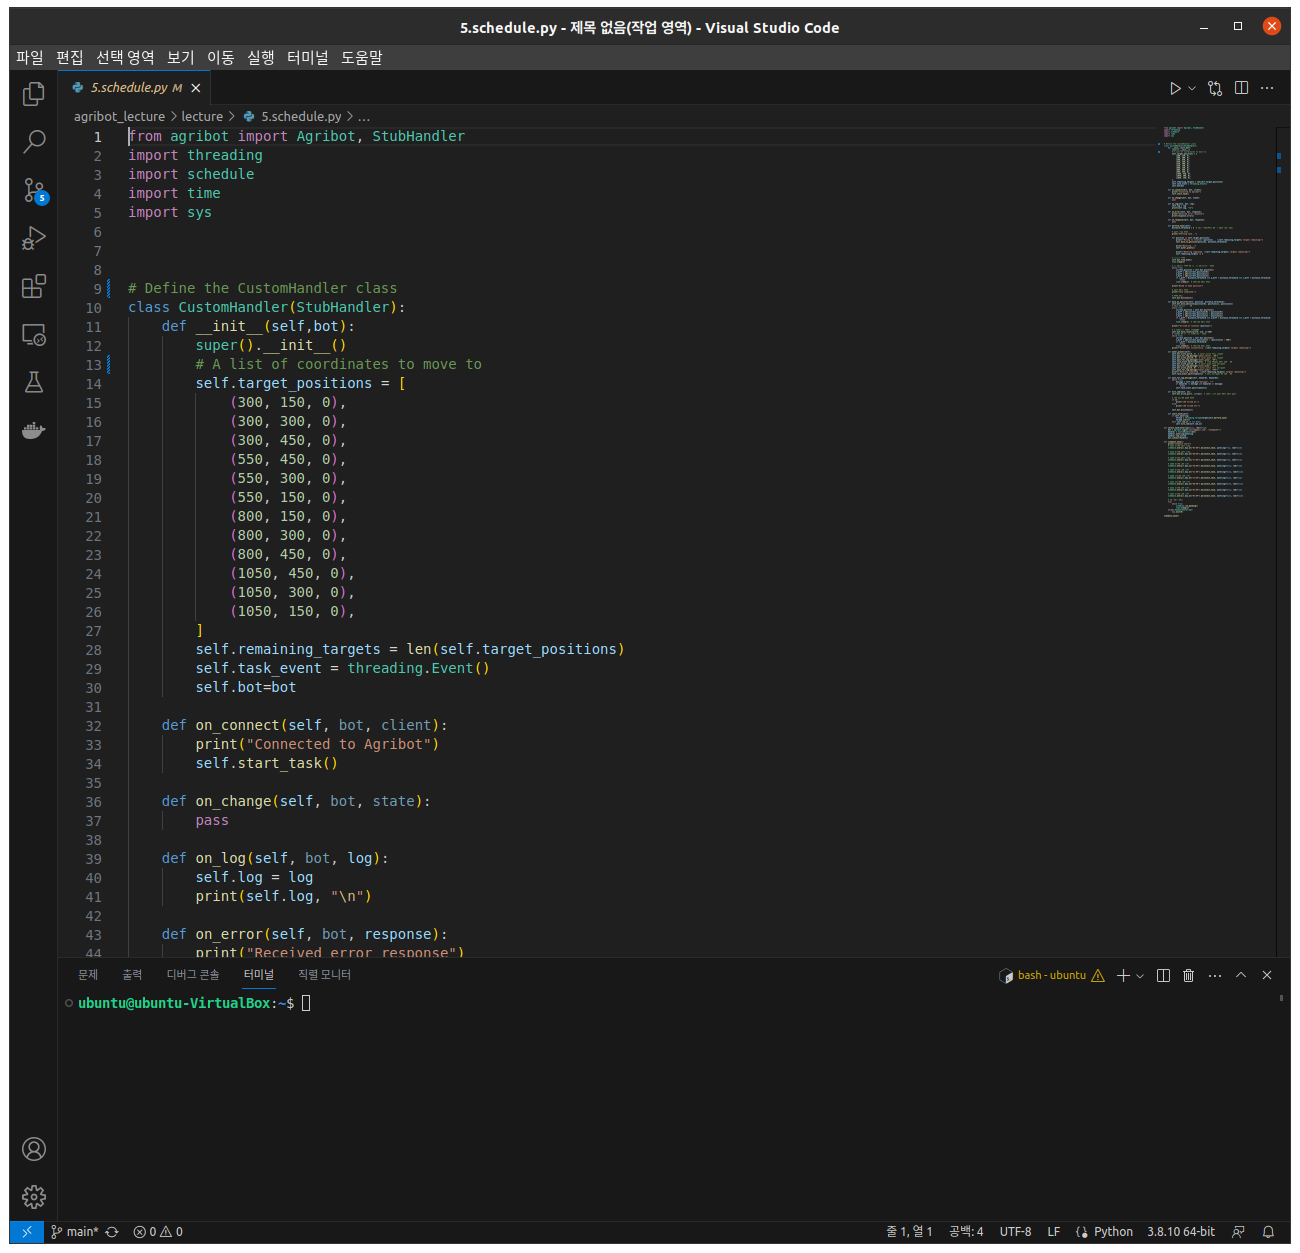 5.schedule.py - 제목 없음(작업 영역) - Visual Studio Code
파일 편집 선택 영역 보기 이동 실행 터미널 도움말
5.schedule.py M
agribot_lecture > lecture > 5.schedule.py > ...
1 from agribot import Agribot, StubHandler
2 import threading
3 import schedule
4 import time
5 import sys
6
7
8
9 # Define the CustomHandler class
10 class CustomHandler(StubHandler):
11     def __init__(self,bot):
12         super().__init__()
13         # A list of coordinates to move to
14         self.target_positions = [
15             (300, 150, 0),
16             (300, 300, 0),
17             (300, 450, 0),
18             (550, 450, 0),
19             (550, 300, 0),
20             (550, 150, 0),
21             (800, 150, 0),
22             (800, 300, 0),
23             (800, 450, 0),
24             (1050, 450, 0),
25             (1050, 300, 0),
26             (1050, 150, 0),
27         ]
28         self.remaining_targets = len(self.target_positions)
29         self.task_event = threading.Event()
30         self.bot=bot
31
32     def on_connect(self, bot, client):
33         print("Connected to Agribot")
34         self.start_task()
35
36     def on_change(self, bot, state):
37         pass
38
39     def on_log(self, bot, log):
40         self.log = log
41         print(self.log, "\n")
42
43     def on_error(self, bot, response):
44         print("Received error response")
문제 출력 디버그 콘솔 터미널 직렬 모니터
bash - ubuntu
ubuntu@ubuntu-VirtualBox:~$
5
main* 0 0 줄 1, 열 1 공백: 4 UTF-8 LF Python 3.8.10 64-bit